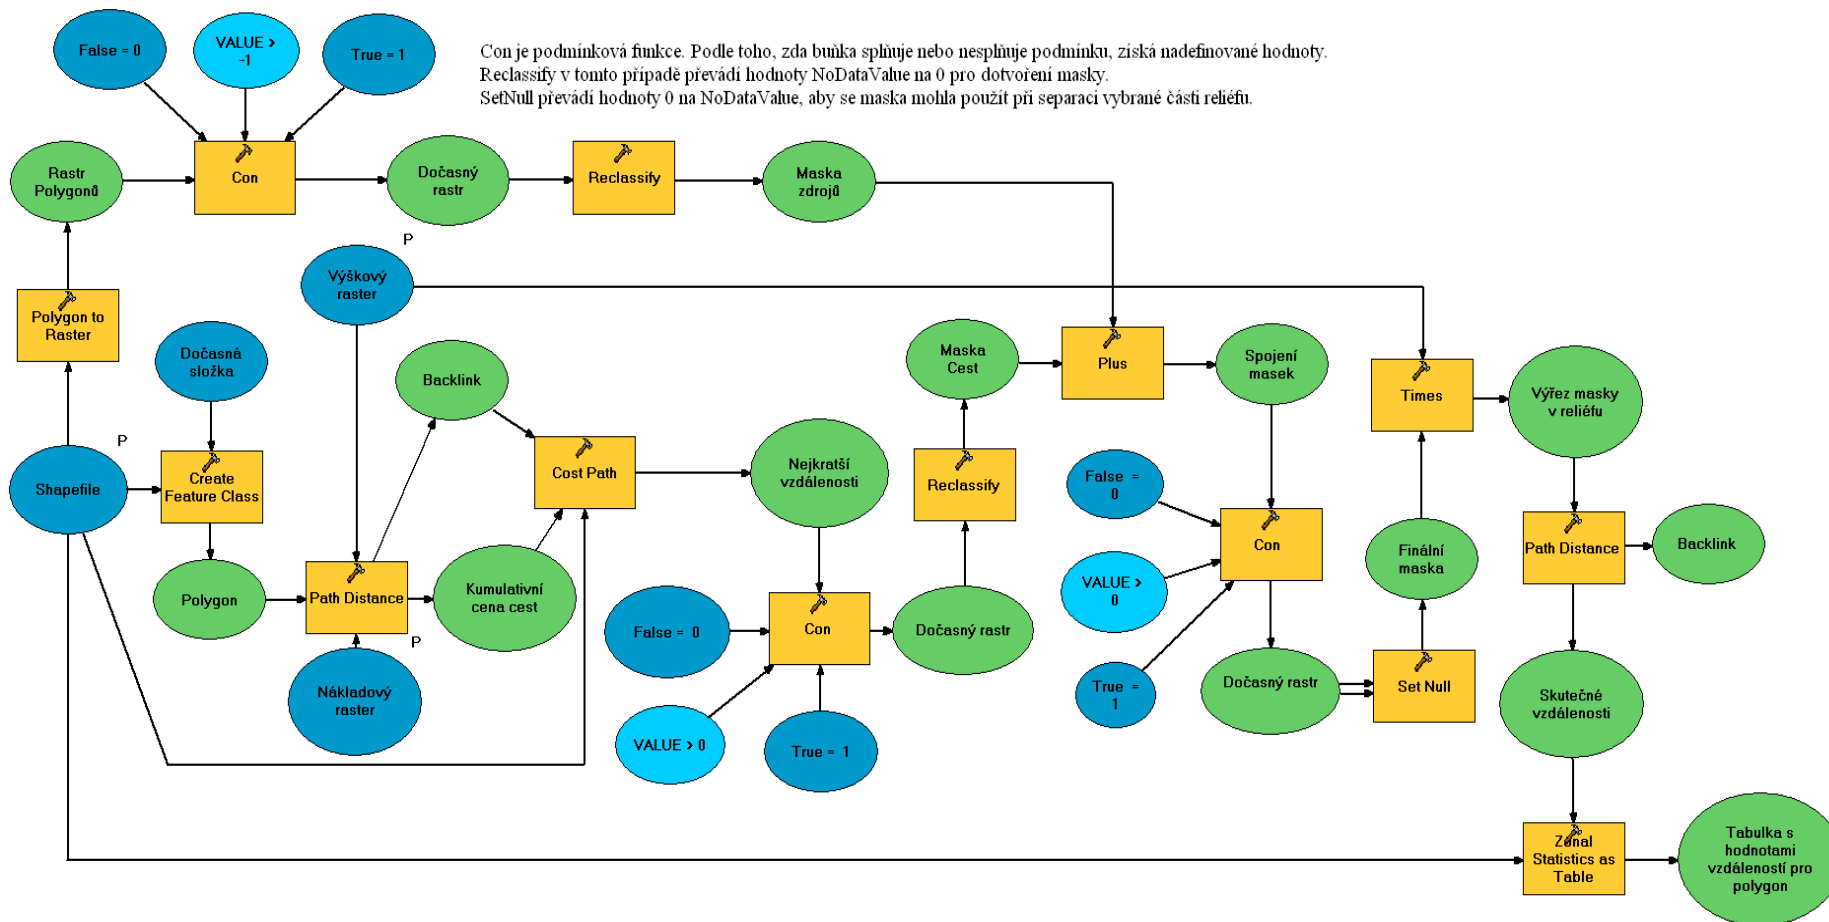 False = 0
VALUE >
-1
True = 1
Con je podmínková funkce. Podle toho, zda buňka splňuje nebo nesplňuje podmínku, získá nadefinované hodnoty.
Reclassify v tomto případě převádí hodnoty NoDataValue na 0 pro dotvoření masky.
SetNull převádí hodnoty 0 na NoDataValue, aby se maska mohla použít při separaci vybrané části reliéfu.
Rastr
Polygonů
Con
Dočasný
rastr
Reclassify
Maska
zdrojů
P
Výškový
raster
Polygon to
Raster
Dočasná
složka
Backlink
Maska
Cest
Plus
Spojení
masek
Times
Výřez masky
v reliéfu
P
Shapefile
Create
Feature Class
Cost Path
Nejkratší
vzdálenosti
Reclassify
False =
0
Con
VALUE >
0
True =
1
Finální
maska
Path Distance
Backlink
Polygon
Path Distance
Kumulativní
cena cest
P
Nákladový
raster
False = 0
Con
Dočasný rastr
VALUE > 0
True = 1
Dočasný rastr
Set Null
Skutečné
vzdálenosti
Zonal
Statistics as
Table
Tabulka s
hodnotami
vzdáleností pro
polygon